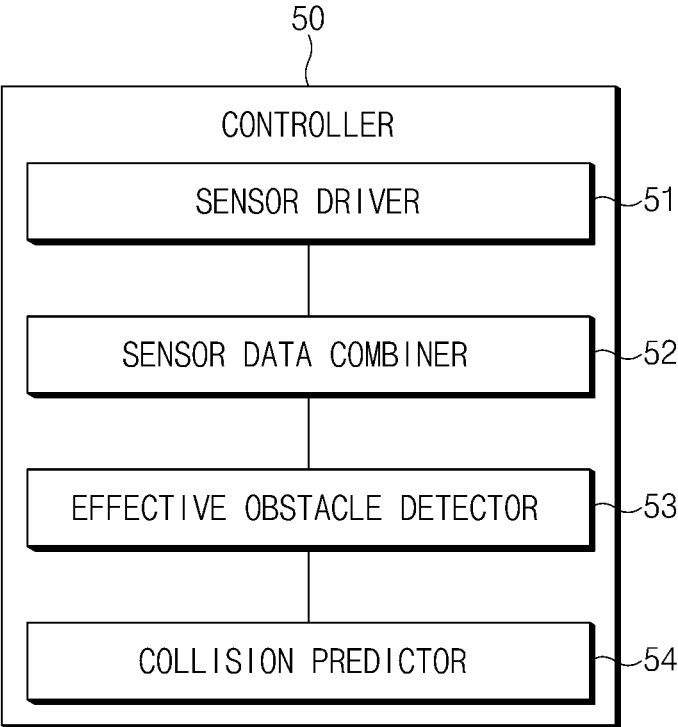 50
CONTROLLER
SENSOR DRIVER
51
SENSOR DATA COMBINER
52
EFFECTIVE OBSTACLE DETECTOR
53
COLLISION PREDICTOR
54